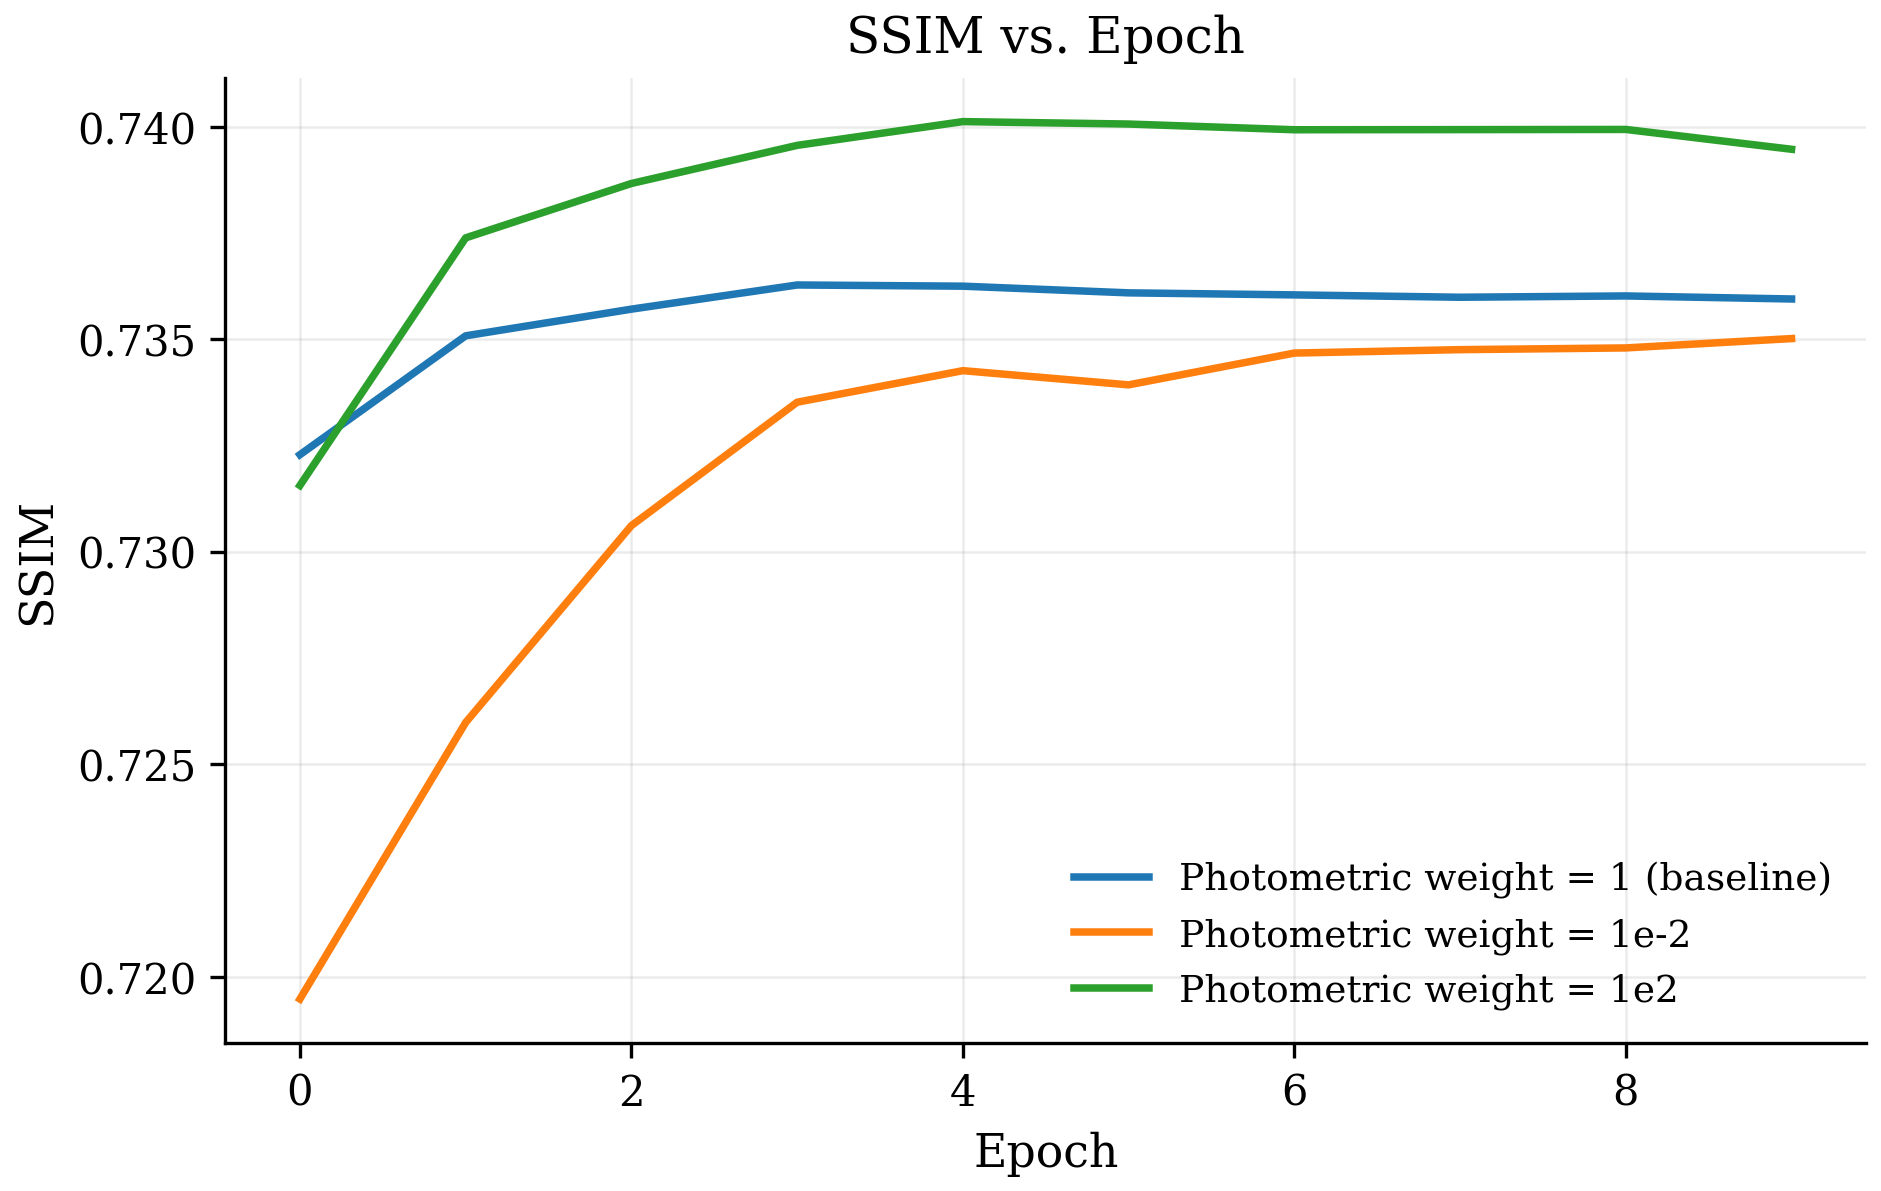 SSIM vs. Epoch
SSIM
0.740
0.735
0.730
0.725
0.720
Photometric weight = 1 (baseline)
Photometric weight = 1e-2
Photometric weight = 1e2
0 2 4 6 8
Epoch